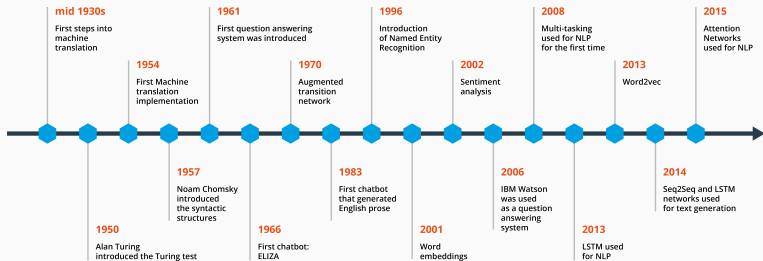 mid 1930s
First steps into
machine
translation
1950
Alan Turing
introduced the Turing test
1954
First Machine
translation
implementation
1957
Noam Chomsky
introduced
the syntactic
structures
1961
First question answering
system was introduced
1966
First chatbot:
ELIZA
1970
Augmented
transition
network
1983
First chatbot
that generated
English prose
1996
Introduction
of Named Entity
Recognition
2001
Word
embeddings
2002
Sentiment
analysis
2006
IBM Watson
was used
as a question
answering
system
2008
Multi-tasking
used for NLP
for the first time
2013
LSTM used
for NLP
2013
Word2vec
2014
Seq2Seq and LSTM
networks used
for text generation
2015
Attention
Networks
used for NLP